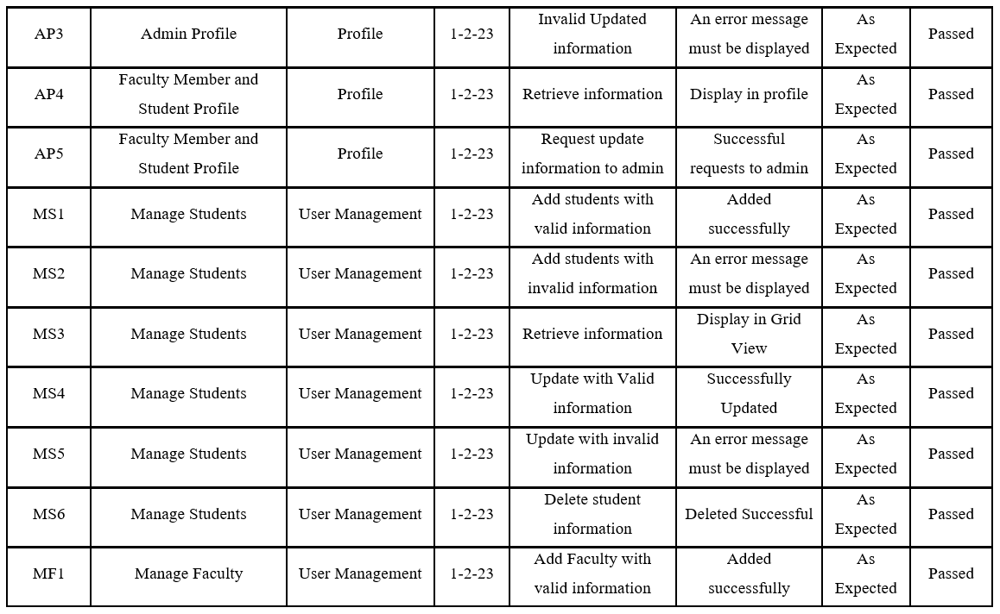 AP3 Admin Profile Profile 1-2-23 Invalid Updated information An error message must be displayed As Expected Passed
AP4 Faculty Member and Student Profile Profile 1-2-23 Retrieve information Display in profile As Expected Passed
AP5 Faculty Member and Student Profile Profile 1-2-23 Request update information to admin Successful requests to admin As Expected Passed
MS1 Manage Students User Management 1-2-23 Add students with valid information Added successfully As Expected Passed
MS2 Manage Students User Management 1-2-23 Add students with invalid information An error message must be displayed As Expected Passed
MS3 Manage Students User Management 1-2-23 Retrieve information Display in Grid View As Expected Passed
MS4 Manage Students User Management 1-2-23 Update with Valid information Successfully Updated As Expected Passed
MS5 Manage Students User Management 1-2-23 Update with invalid information An error message must be displayed As Expected Passed
MS6 Manage Students User Management 1-2-23 Delete student information Deleted Successful As Expected Passed
MF1 Manage Faculty User Management 1-2-23 Add Faculty with valid information Added successfully As Expected Passed